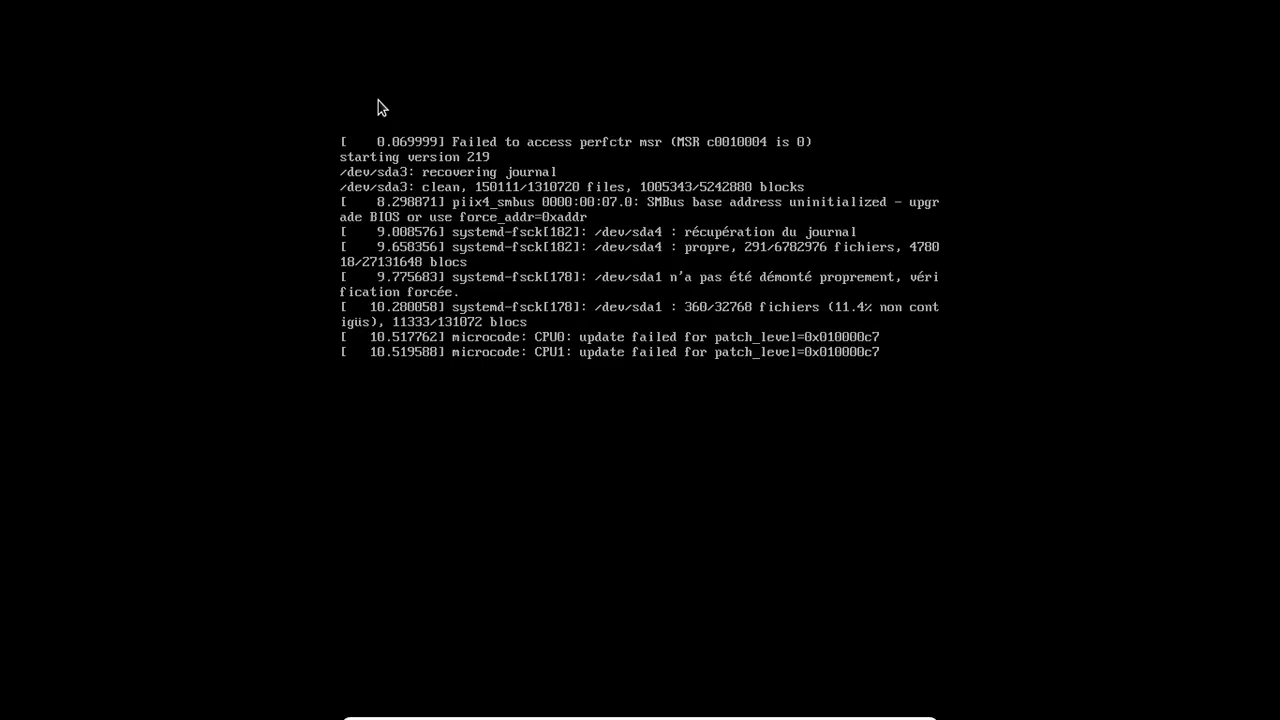 [    0.069999] Failed to access perfctr msr (MSR c0010004 is 0)
starting version 219
/dev/sda3: recovering journal
/dev/sda3: clean, 150111/1310720 files, 1005343/5242880 blocks
[    8.298871] piix4_smbus 0000:00:07.0: SMBus base address uninitialized - upgr
ade BIOS or use force_addr=0xaddr
[    9.008576] systemd-fsck[182]: /dev/sda4 : récupération du journal
[    9.658356] systemd-fsck[182]: /dev/sda4 : propre, 291/6782976 fichiers, 4780
18/27131648 blocs
[    9.775683] systemd-fsck[178]: /dev/sda1 n'a pas été démonté proprement, véri
fication forcée.
[   10.280058] systemd-fsck[178]: /dev/sda1 : 360/32768 fichiers (11.4% non cont
igüs), 11333/131072 blocs
[   10.517762] microcode: CPU0: update failed for patch_level=0x010000c7
[   10.519588] microcode: CPU1: update failed for patch_level=0x010000c7